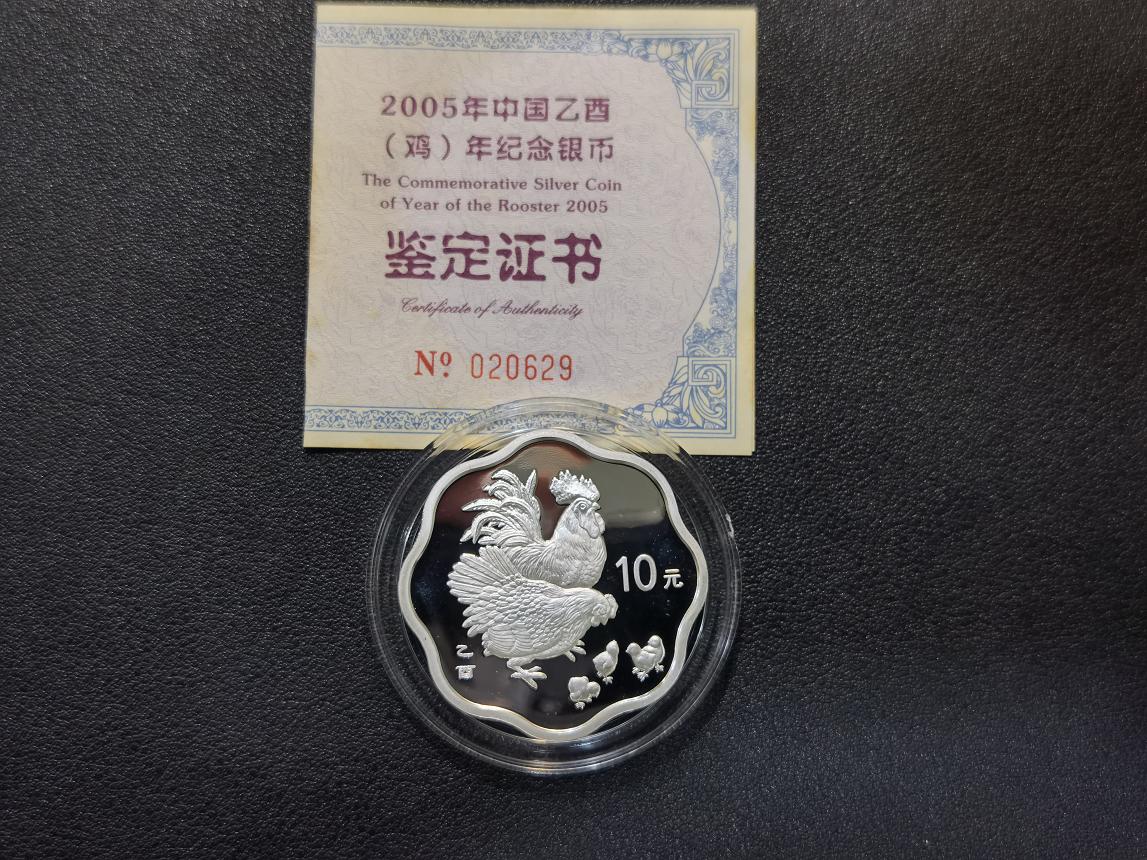 2005年中国乙酉
（鸡）年纪念银币
The Commemorative Silver Coin
of Year of the Rooster 2005
鉴定证书
Certificate of Authenticity
Nº 020629
10元
乙
酉